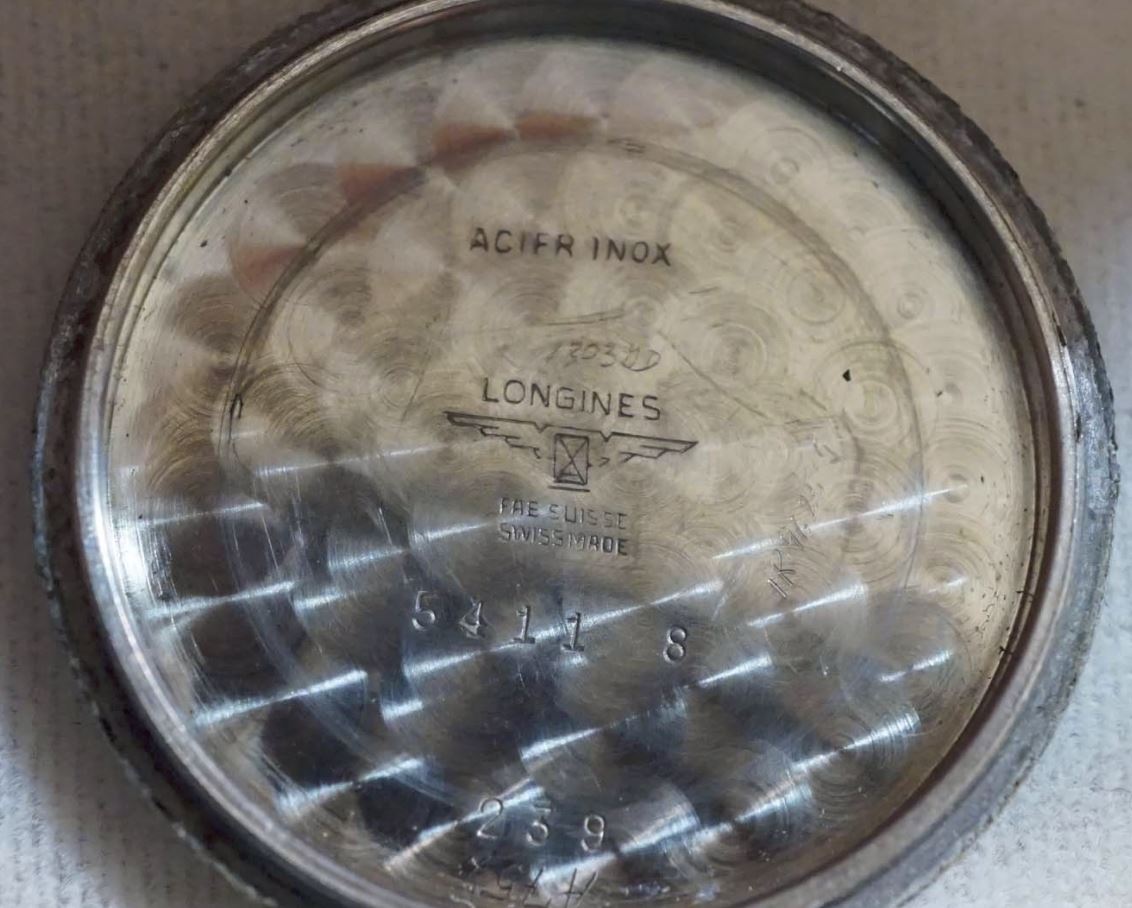 ACIER INOX
LONGINES
FAB SUISSE
SWISS MADE
5411 8
239